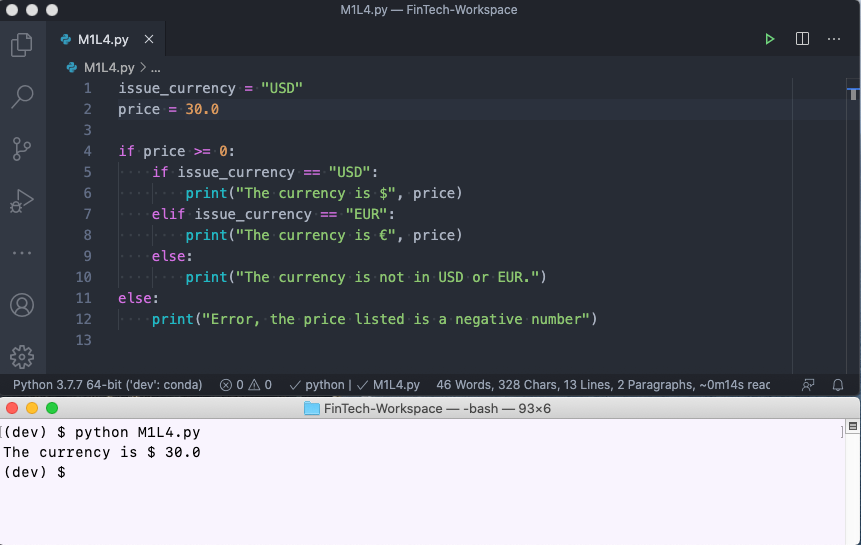 M1L4.py — FinTech-Workspace
M1L4.py ×
M1L4.py > ...
1 issue_currency = "USD"
2 price = 30.0
3
4 if price >= 0:
5     if issue_currency == "USD":
6         print("The currency is $", price)
7     elif issue_currency == "EUR":
8         print("The currency is €", price)
9     else:
10         print("The currency is not in USD or EUR.")
11 else:
12     print("Error, the price listed is a negative number")
13
Python 3.7.7 64-bit ('dev': conda) 0 0 ✓ python | ✓ M1L4.py 46 Words, 328 Chars, 13 Lines, 2 Paragraphs, ~0m14s reac
FinTech-Workspace — -bash — 93×6
[(dev) $ python M1L4.py ]
The currency is $ 30.0
(dev) $